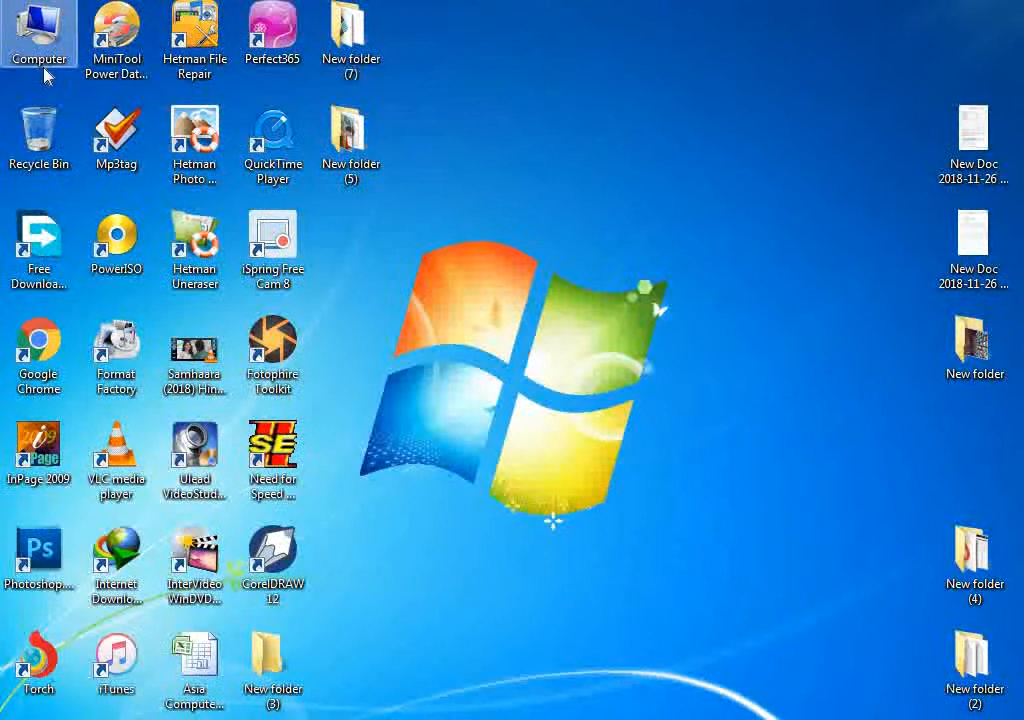 Computer
MiniTool
Power Dat...
Hetman File
Repair
Perfect365
New folder
(7)
Recycle Bin
Mp3tag
Hetman
Photo ...
QuickTime
Player
New folder
(5)
New Doc
2018-11-26 ...
Free
Downloa...
PowerISO
Hetman
Uneraser
iSpring Free
Cam 8
New Doc
2018-11-26 ...
Google
Chrome
Format
Factory
Samhaara
(2018) Hin...
Fotophire
Toolkit
New folder
2009
Page
SE
InPage 2009
VLC media
player
Ulead
VideoStud...
Need for
Speed ...
Ps
Photoshop....
Internet
Downlo...
InterVideo
WinDVD...
CorelDRAW
12
New folder
(4)
Torch
iTunes
Asia
Compute...
New folder
(3)
New folder
(2)